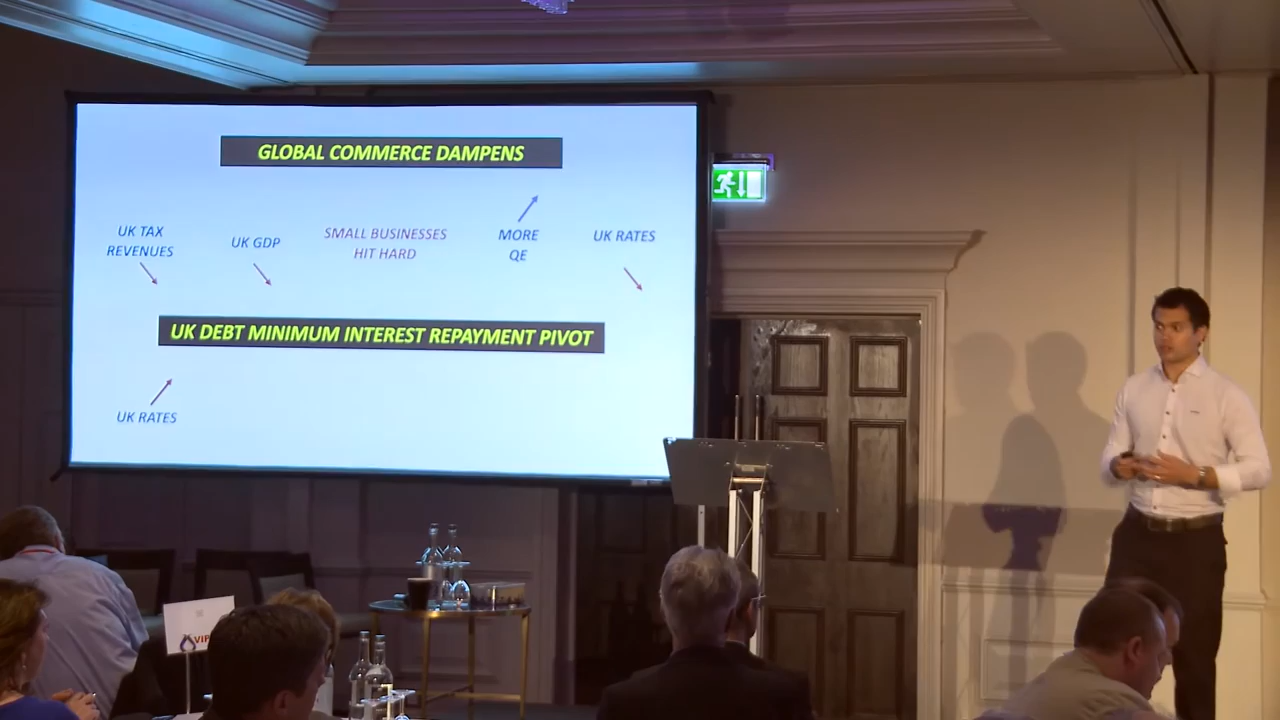 GLOBAL COMMERCE DAMPENS
UK TAX
REVENUES
UK GDP
SMALL BUSINESSES
HIT HARD
MORE
QE
UK RATES
UK DEBT MINIMUM INTEREST REPAYMENT PIVOT
UK RATES
VIP